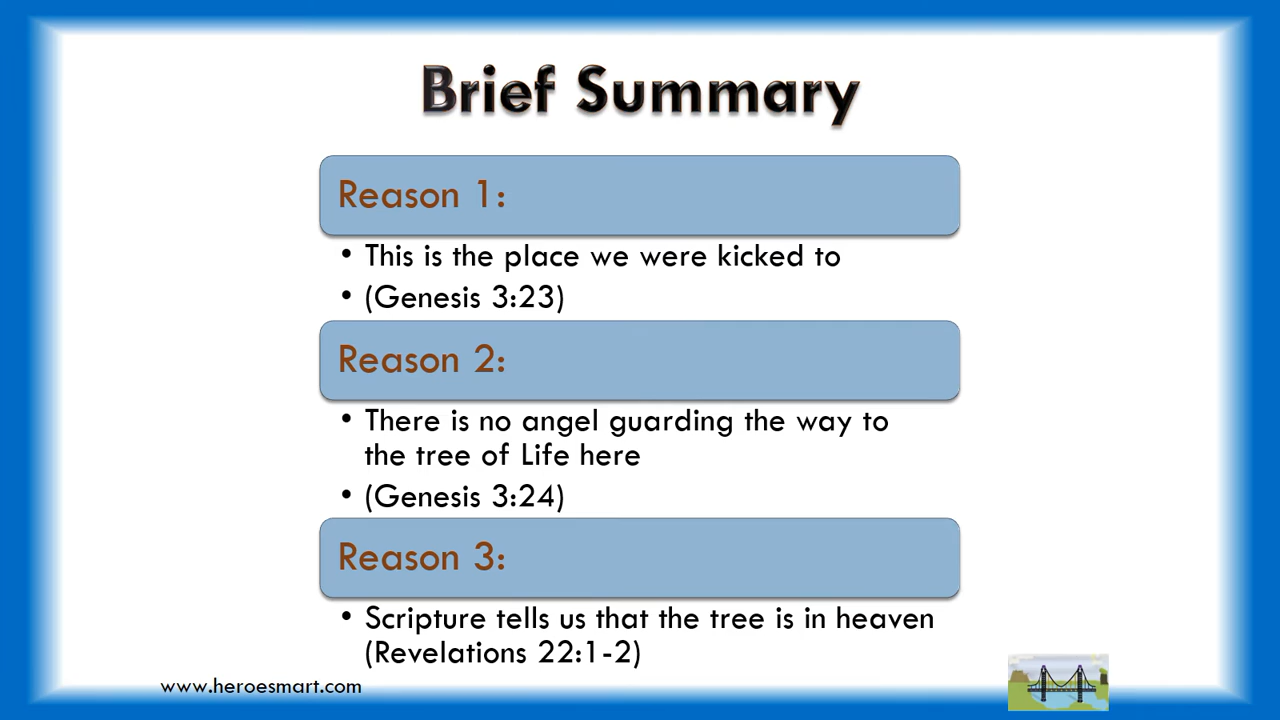 Brief Summary
Reason 1:
• This is the place we were kicked to
• (Genesis 3:23)
Reason 2:
• There is no angel guarding the way to
the tree of Life here
• (Genesis 3:24)
Reason 3:
• Scripture tells us that the tree is in heaven
(Revelations 22:1-2)
www.heroesmart.com